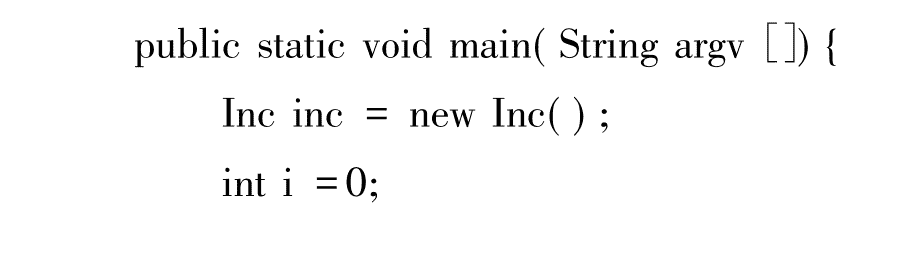 public static void main( String argv []) {
Inc inc = new Inc( ) ;
int i =0;